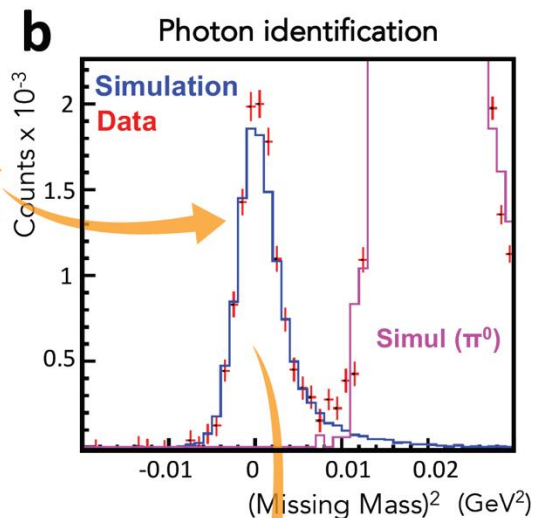 b
Photon identification
Counts x 10⁻³
2
1.5
1
0.5
Simulation
Data
Simul (π⁰)
-0.01 0 0.01 0.02
(Missing Mass)² (GeV²)